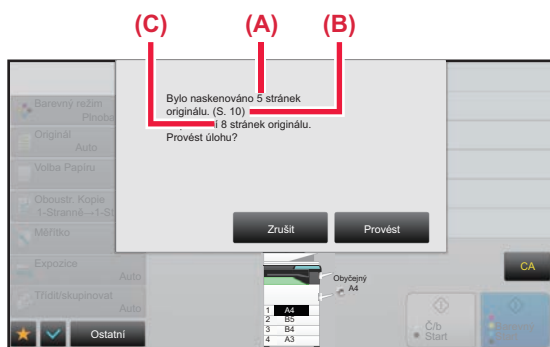 (C) (A) (B)
Bylo naskenováno 5 stránek
originálu. (S. 10)
í 8 stránek originálu.
Provést úlohu?
Zrušit Provést
Barevný režim
Originál
Auto
Volba Papíru
Oboustr. Kopie
1-Stranně→1-St
Měřítko
Expozice
Auto
Třídit/skupinovat
Auto
Ostatní
Obyčejný
A4
1 A4
2 B5
3 B4
4 A3
CA
Č/b
Start